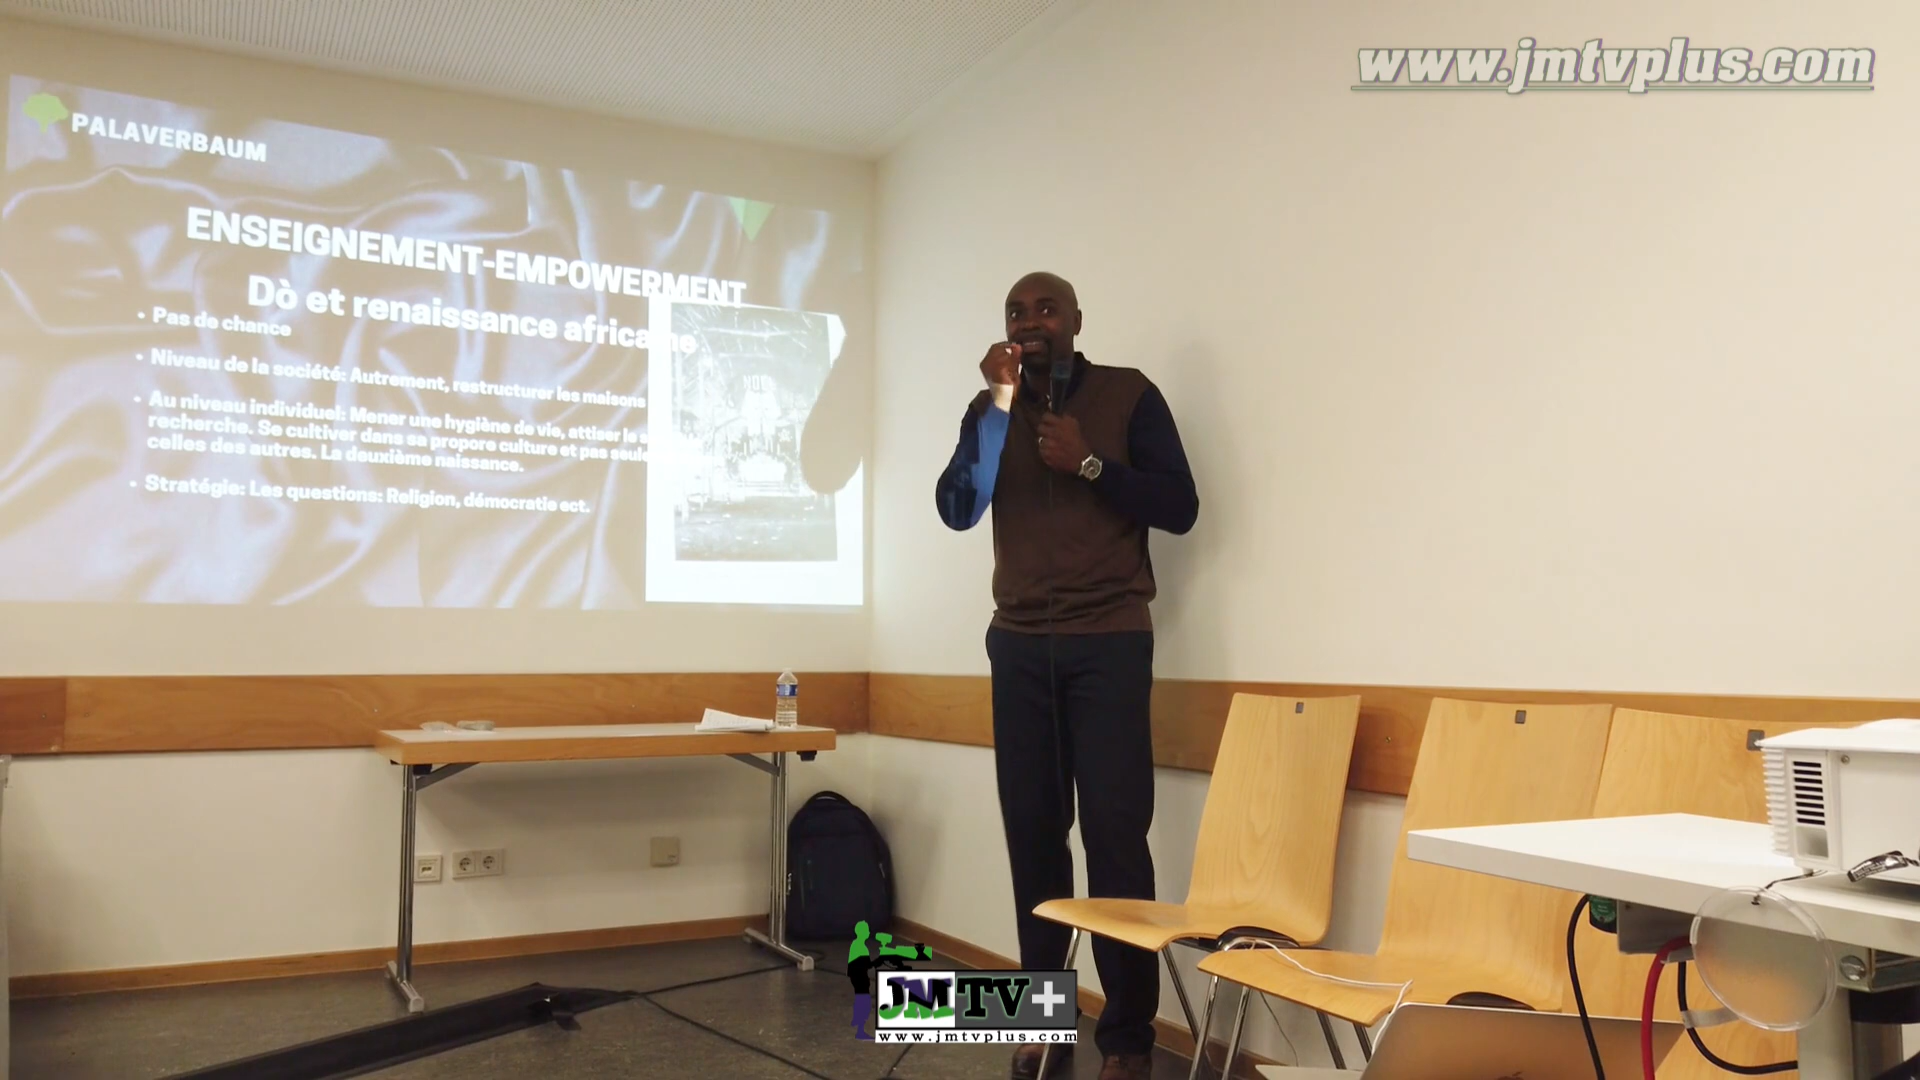 www.jmtvplus.com
PALAVERBAUM
ENSEIGNEMENT-EMPOWERMENT
Dò et renaissance africaine
• Pas de chance
• Niveau de la société: Autrement, restructurer les maisons
• Au niveau individuel: Mener une hygiène de vie, attiser le
recherche. Se cultiver dans sa propore culture et pas seule
celles des autres. La deuxième naissance.
• Stratégie: Les questions: Religion, démocratie ect.
JMTV+
www.jmtvplus.com